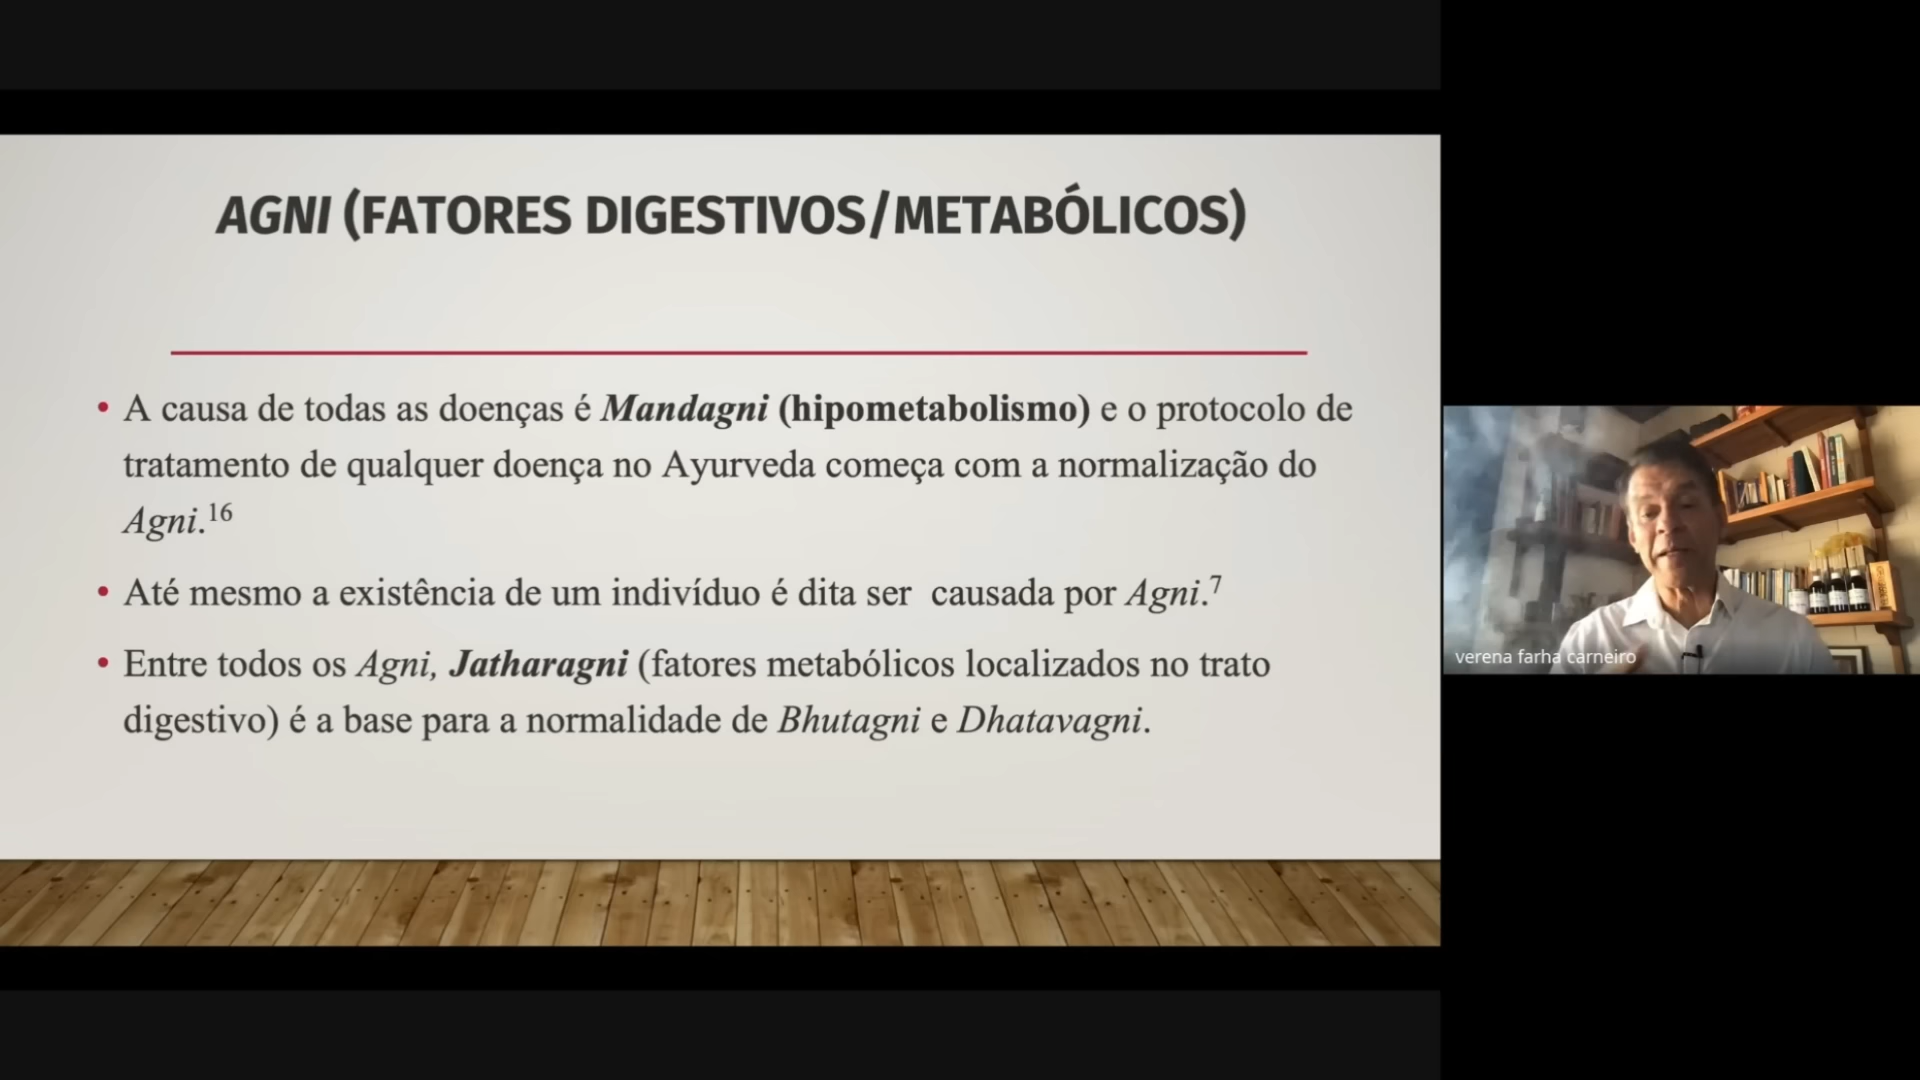 AGNI (FATORES DIGESTIVOS/METABÓLICOS)
• A causa de todas as doenças é Mandagni (hipometabolismo) e o protocolo de
tratamento de qualquer doença no Ayurveda começa com a normalização do
Agni.16
• Até mesmo a existência de um indivíduo é dita ser  causada por Agni.7
• Entre todos os Agni, Jatharagni (fatores metabólicos localizados no trato
digestivo) é a base para a normalidade de Bhutagni e Dhatavagni.
verena farha carneiro